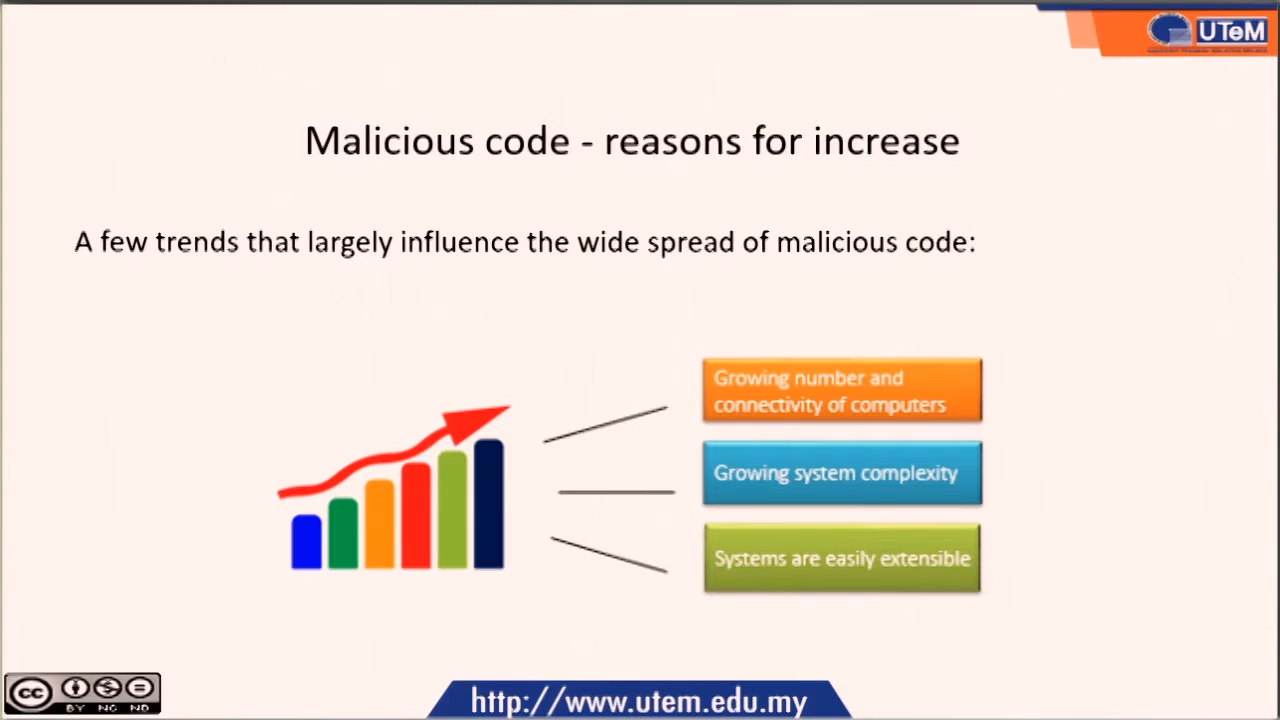 UTeM
Malicious code - reasons for increase
A few trends that largely influence the wide spread of malicious code:
Growing number and
connectivity of computers
Growing system complexity
Systems are easily extensible
cc
BY NC ND
http://www.utem.edu.my